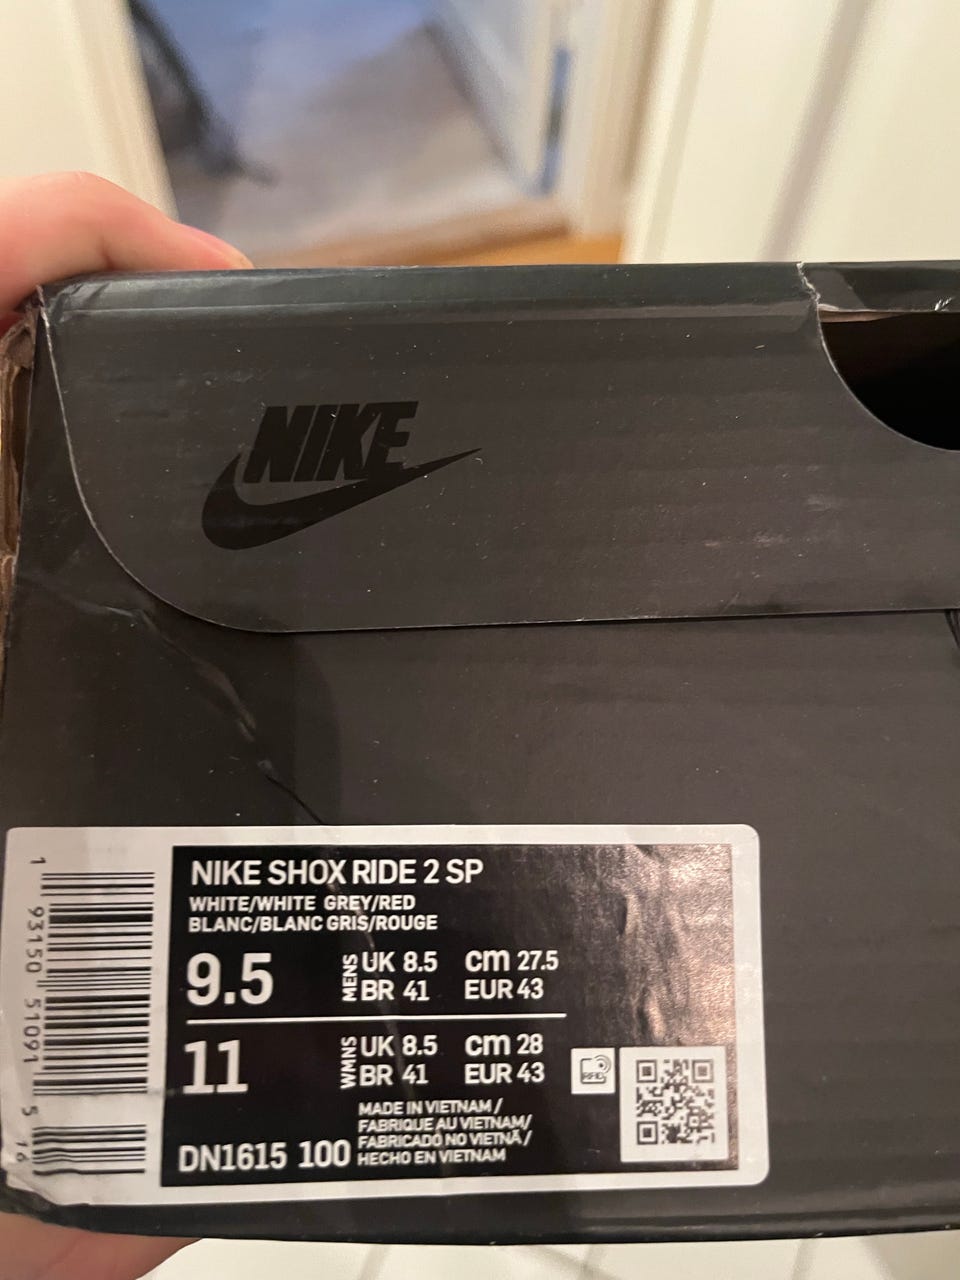 NIKE
NIKE SHOX RIDE 2 SP
WHITE/WHITE GREY/RED
BLANC/BLANC GRIS/ROUGE
9.5
MENS
UK 8.5 cm 27.5
BR 41 EUR 43
11
WMNS
UK 8.5 cm 28
BR 41 EUR 43
MADE IN VIETNAM /
FABRIQUE AU VIETNAM/
FABRICADO NO VIETNÃ /
HECHO EN VIETNAM
DN1615 100
RFID
1 93150 51091 5 16